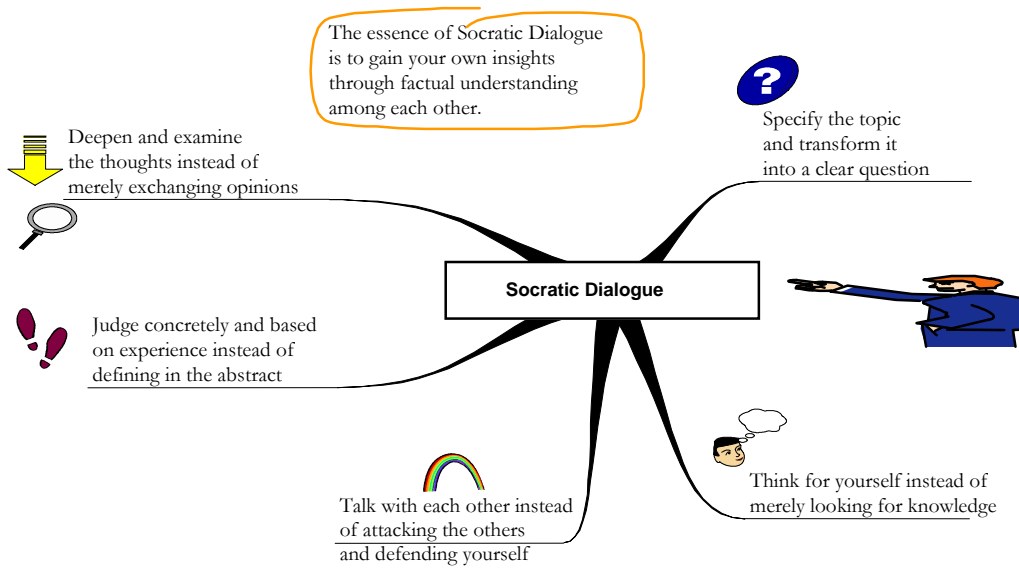 The essence of Socratic Dialogue
is to gain your own insights
through factual understanding
among each other.
?
Specify the topic
and transform it
into a clear question
Deepen and examine
the thoughts instead of
merely exchanging opinions
Socratic Dialogue
Judge concretely and based
on experience instead of
defining in the abstract
Think for yourself instead of
merely looking for knowledge
Talk with each other instead
of attacking the others
and defending yourself